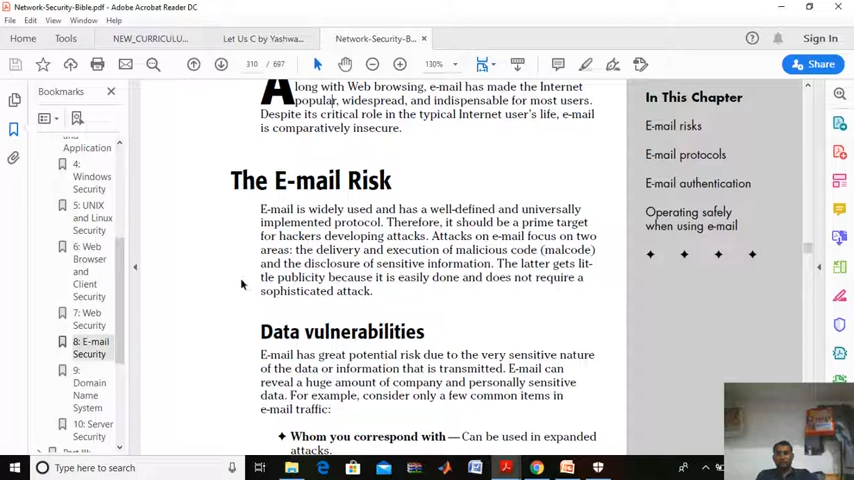 Network-Security-Bible.pdf - Adobe Acrobat Reader DC
File Edit View Window Help
Home Tools NEW_CURRICULU... Let Us C by Yashwa... Network-Security-B... × Sign In
310 / 697 130% Share
Bookmarks
and
Application
4:
Windows
Security
5: UNIX
and Linux
Security
6: Web
Browser
and
Client
Security
7: Web
Security
8: E-mail
Security
9:
Domain
Name
System
10: Server
Security
Along with Web browsing, e-mail has made the Internet
popular, widespread, and indispensable for most users.
Despite its critical role in the typical Internet user's life, e-mail
is comparatively insecure.
The E-mail Risk
E-mail is widely used and has a well-defined and universally
implemented protocol. Therefore, it should be a prime target
for hackers developing attacks. Attacks on e-mail focus on two
areas: the delivery and execution of malicious code (malcode)
and the disclosure of sensitive information. The latter gets lit-
tle publicity because it is easily done and does not require a
sophisticated attack.
Data vulnerabilities
E-mail has great potential risk due to the very sensitive nature
of the data or information that is transmitted. E-mail can
reveal a huge amount of company and personally sensitive
data. For example, consider only a few common items in
e-mail traffic:
✦ Whom you correspond with — Can be used in expanded
attacks.
In This Chapter
E-mail risks
E-mail protocols
E-mail authentication
Operating safely
when using e-mail
✦ ✦ ✦ ✦
Type here to search